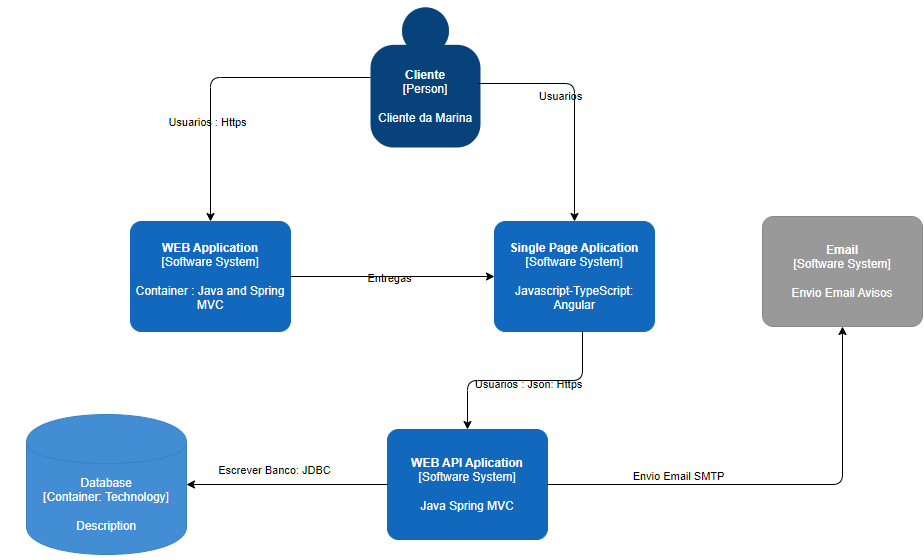 Cliente
[Person]
Cliente da Marina
Usuarios : Https
Usuarios
WEB Application
[Software System]
Container : Java and Spring
MVC
Entregas
Single Page Aplication
[Software System]
Javascript-TypeScript:
Angular
Email
[Software System]
Envio Email Avisos
Usuarios : Json: Https
Database
[Container: Technology]
Description
Escrever Banco: JDBC
WEB API Aplication
[Software System]
Java Spring MVC
Envio Email SMTP